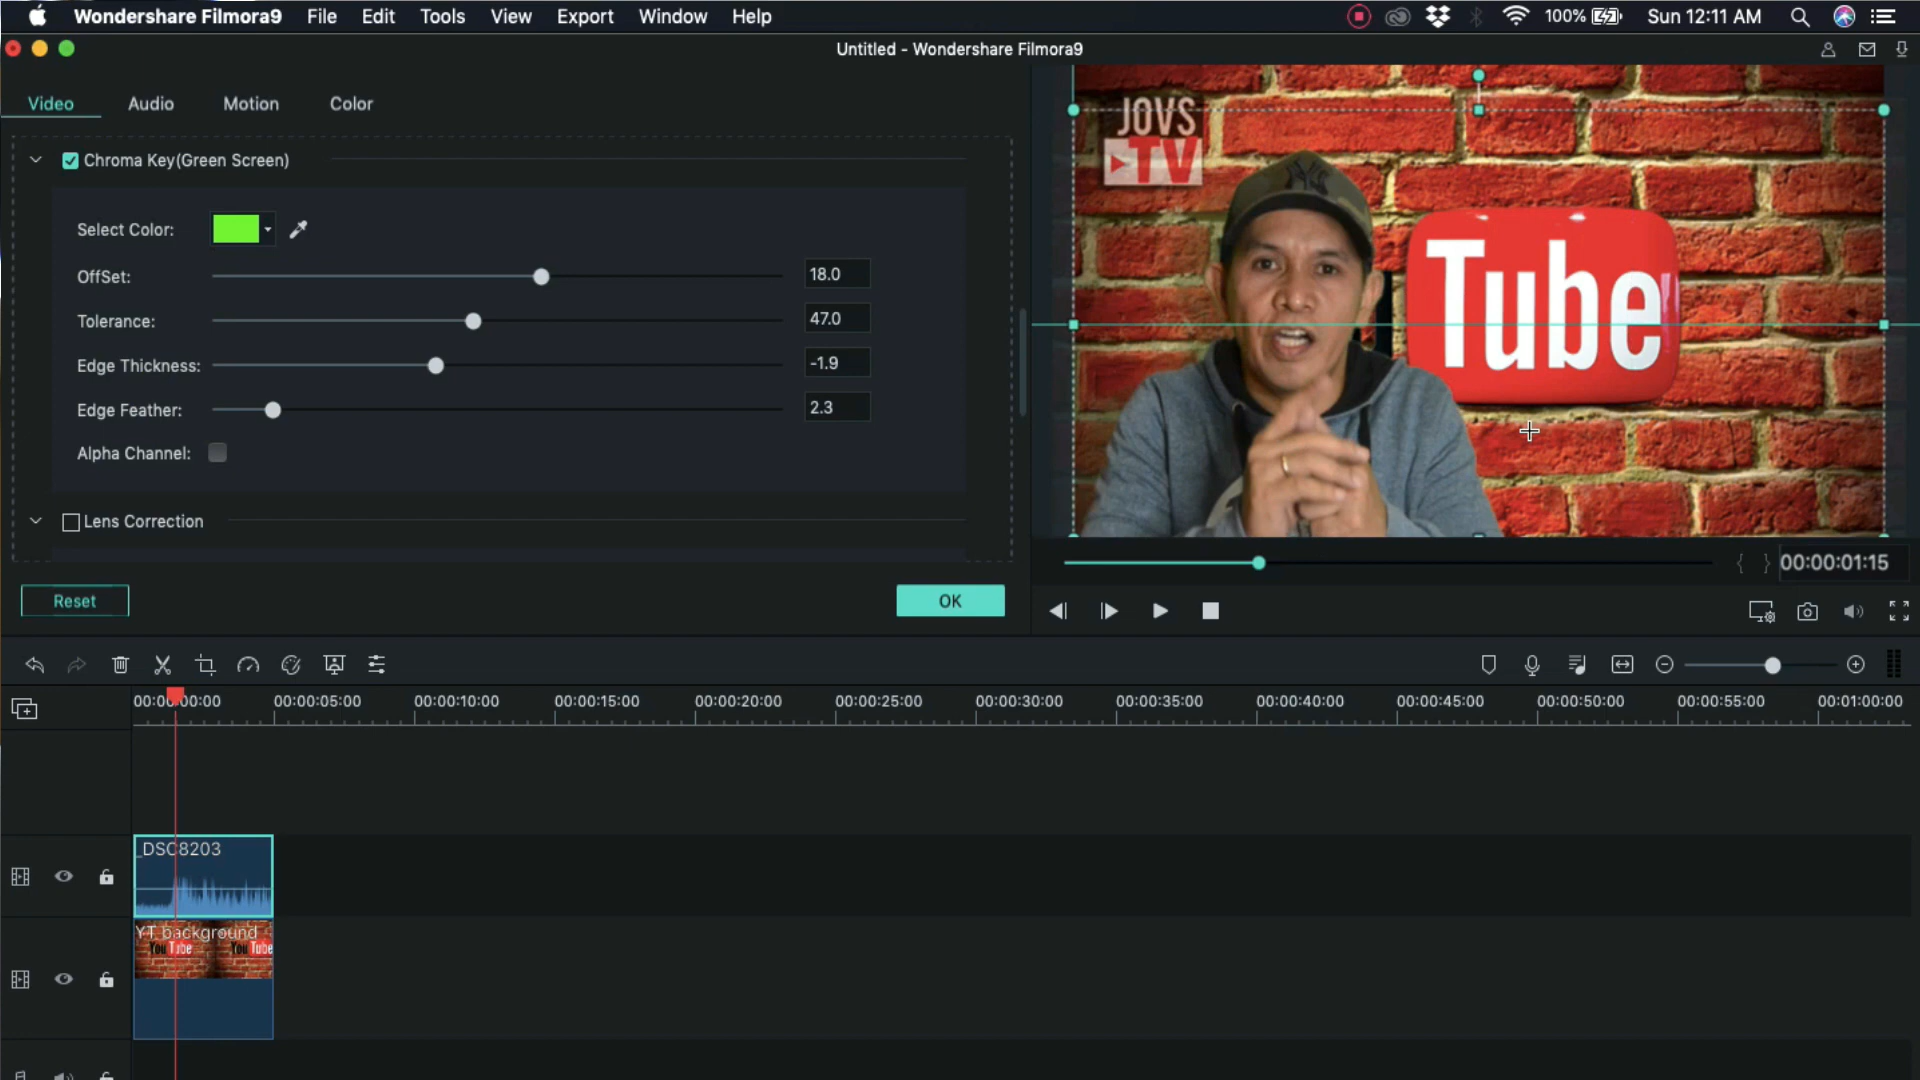 Wondershare Filmora9 File Edit Tools View Export Window Help 100% Sun 12:11 AM
Untitled - Wondershare Filmora9
Video Audio Motion Color
Chroma Key(Green Screen)
Select Color:
OffSet: 18.0
Tolerance: 47.0
Edge Thickness: -1.9
Edge Feather: 2.3
Alpha Channel:
Lens Correction
Reset OK
JOVS
TV
Tube
{ } 00:00:01:15
00:00:00:00 00:00:05:00 00:00:10:00 00:00:15:00 00:00:20:00 00:00:25:00 00:00:30:00 00:00:35:00 00:00:40:00 00:00:45:00 00:00:50:00 00:00:55:00 00:01:00:00
_DSC8203
YT background
You Tube You Tube